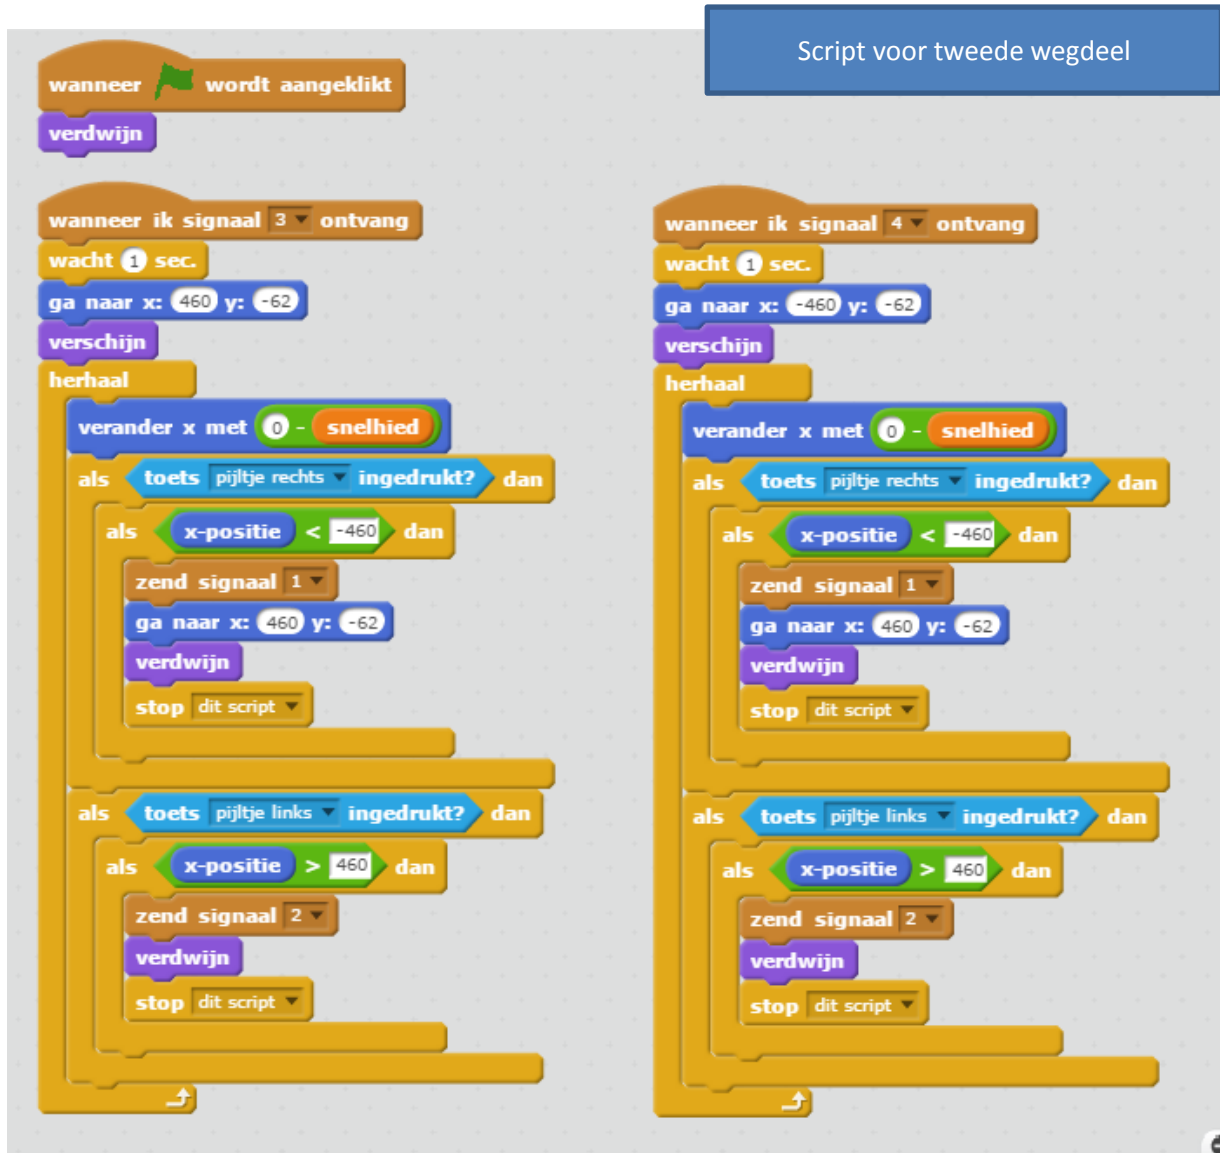 Script voor tweede wegdeel
wanneer wordt aangeklikt
verdwijn
wanneer ik signaal 3 ontvang
wacht 1 sec.
ga naar x: 460 y: -62
verschijn
herhaal
verander x met 0 - snelhied
als toets pijltje rechts ingedrukt? dan
als x-positie < -460 dan
zend signaal 1
ga naar x: 460 y: -62
verdwijn
stop dit script
als toets pijltje links ingedrukt? dan
als x-positie > 460 dan
zend signaal 2
verdwijn
stop dit script
wanneer ik signaal 4 ontvang
wacht 1 sec.
ga naar x: -460 y: -62
verschijn
herhaal
verander x met 0 - snelhied
als toets pijltje rechts ingedrukt? dan
als x-positie < -460 dan
zend signaal 1
ga naar x: 460 y: -62
verdwijn
stop dit script
als toets pijltje links ingedrukt? dan
als x-positie > 460 dan
zend signaal 2
verdwijn
stop dit script